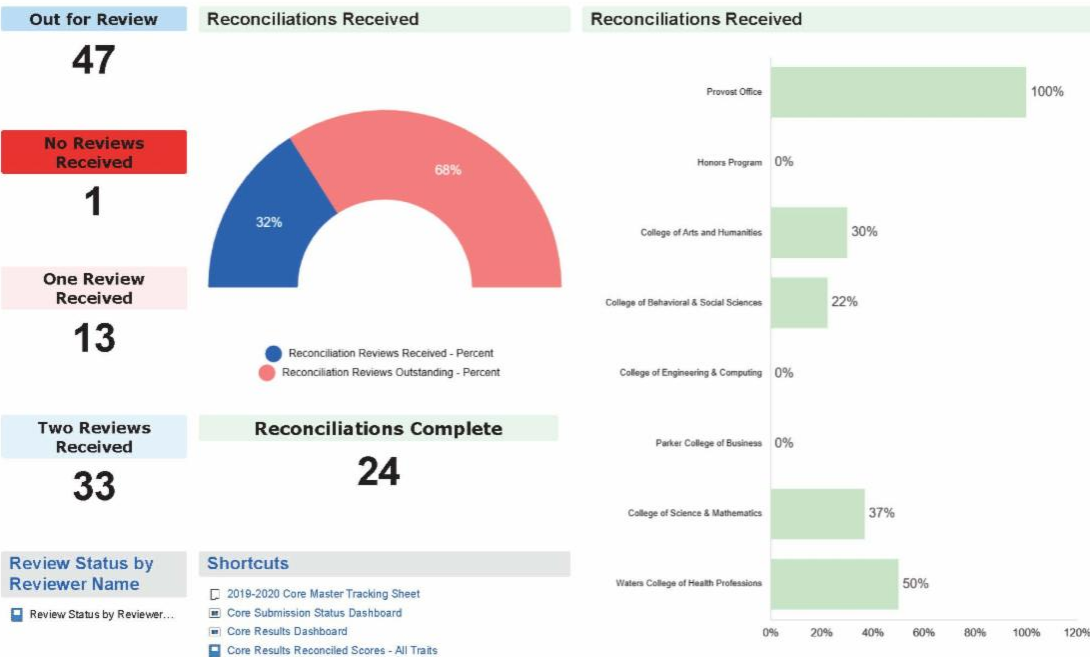 Out for Review
47
No Reviews
Received
1
One Review
Received
13
Two Reviews
Received
33
Review Status by
Reviewer Name
Review Status by Reviewer...
Reconciliations Received
32%
68%
Reconciliation Reviews Received - Percent
Reconciliation Reviews Outstanding - Percent
Reconciliations Complete
24
Shortcuts
2019-2020 Core Master Tracking Sheet
Core Submission Status Dashboard
Core Results Dashboard
Core Results Reconciled Scores - All Traits
Reconciliations Received
Provost Office 100%
Honors Program 0%
College of Arts and Humanities 30%
College of Behavioral & Social Sciences 22%
College of Engineering & Computing 0%
Parker College of Business 0%
College of Science & Mathematics 37%
Waters College of Health Professions 50%
0% 20% 40% 60% 80% 100% 120%